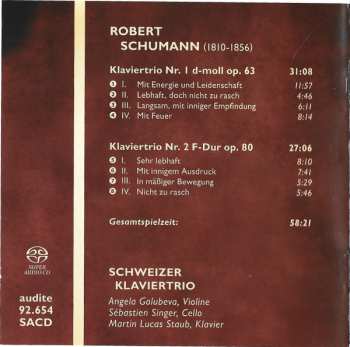 ROBERT
SCHUMANN (1810-1856)
Klaviertrio Nr. 1 d-moll op. 63 31:08
1 I. Mit Energie und Leidenschaft 11:57
2 II. Lebhaft, doch nicht zu rasch 4:46
3 III. Langsam, mit inniger Empfindung 6:11
4 IV. Mit Feuer 8:14
Klaviertrio Nr. 2 F-Dur op. 80 27:06
5 I. Sehr lebhaft 8:10
6 II. Mit innigem Ausdruck 7:41
7 III. In mäßiger Bewegung 5:29
8 IV. Nicht zu rasch 5:46
Gesamtspielzeit: 58:21
SUPER
AUDIO CD
audite
92.654
SACD
SCHWEIZER
KLAVIERTRIO
Angela Golubeva, Violine
Sébastien Singer, Cello
Martin Lucas Staub, Klavier